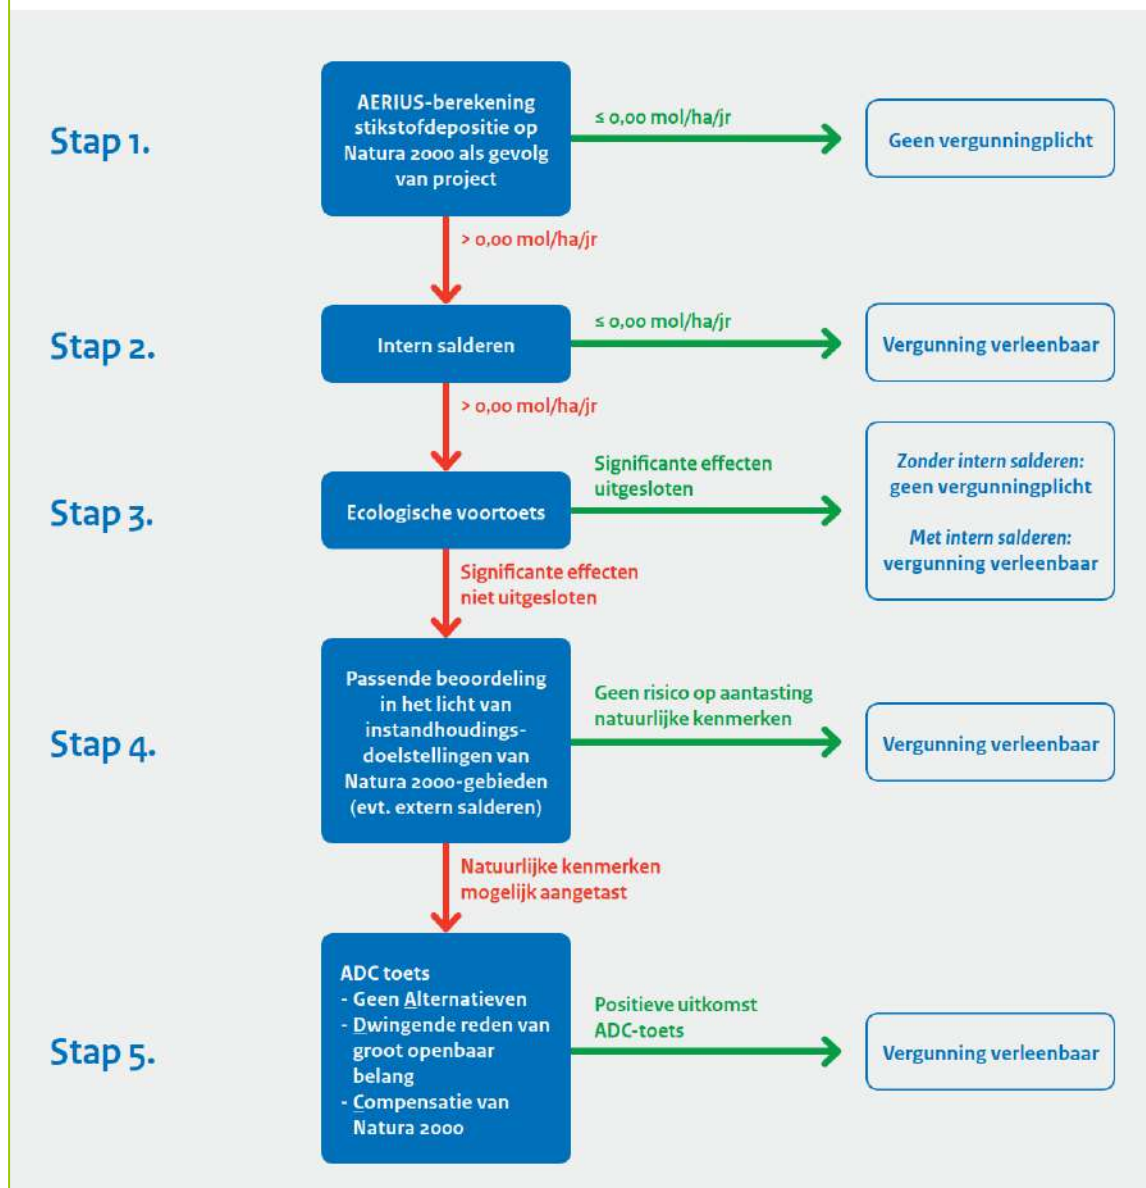 Stap 1.
AERIUS-berekening
stikstofdepositie op
Natura 2000 als gevolg
van project
≤ 0,00 mol/ha/jr
Geen vergunningplicht
> 0,00 mol/ha/jr
Stap 2.
Intern salderen
≤ 0,00 mol/ha/jr
Vergunning verleenbaar
> 0,00 mol/ha/jr
Stap 3.
Ecologische voortoets
Significante effecten
uitgesloten
Zonder intern salderen:
geen vergunningplicht
Met intern salderen:
vergunning verleenbaar
Significante effecten
niet uitgesloten
Stap 4.
Passende beoordeling
in het licht van
instandhoudings-
doelstellingen van
Natura 2000-gebieden
(evt. extern salderen)
Geen risico op aantasting
natuurlijke kenmerken
Vergunning verleenbaar
Natuurlijke kenmerken
mogelijk aangetast
Stap 5.
ADC toets
- Geen Alternatieven
- Dwingende reden van
groot openbaar
belang
- Compensatie van
Natura 2000
Positieve uitkomst
ADC-toets
Vergunning verleenbaar